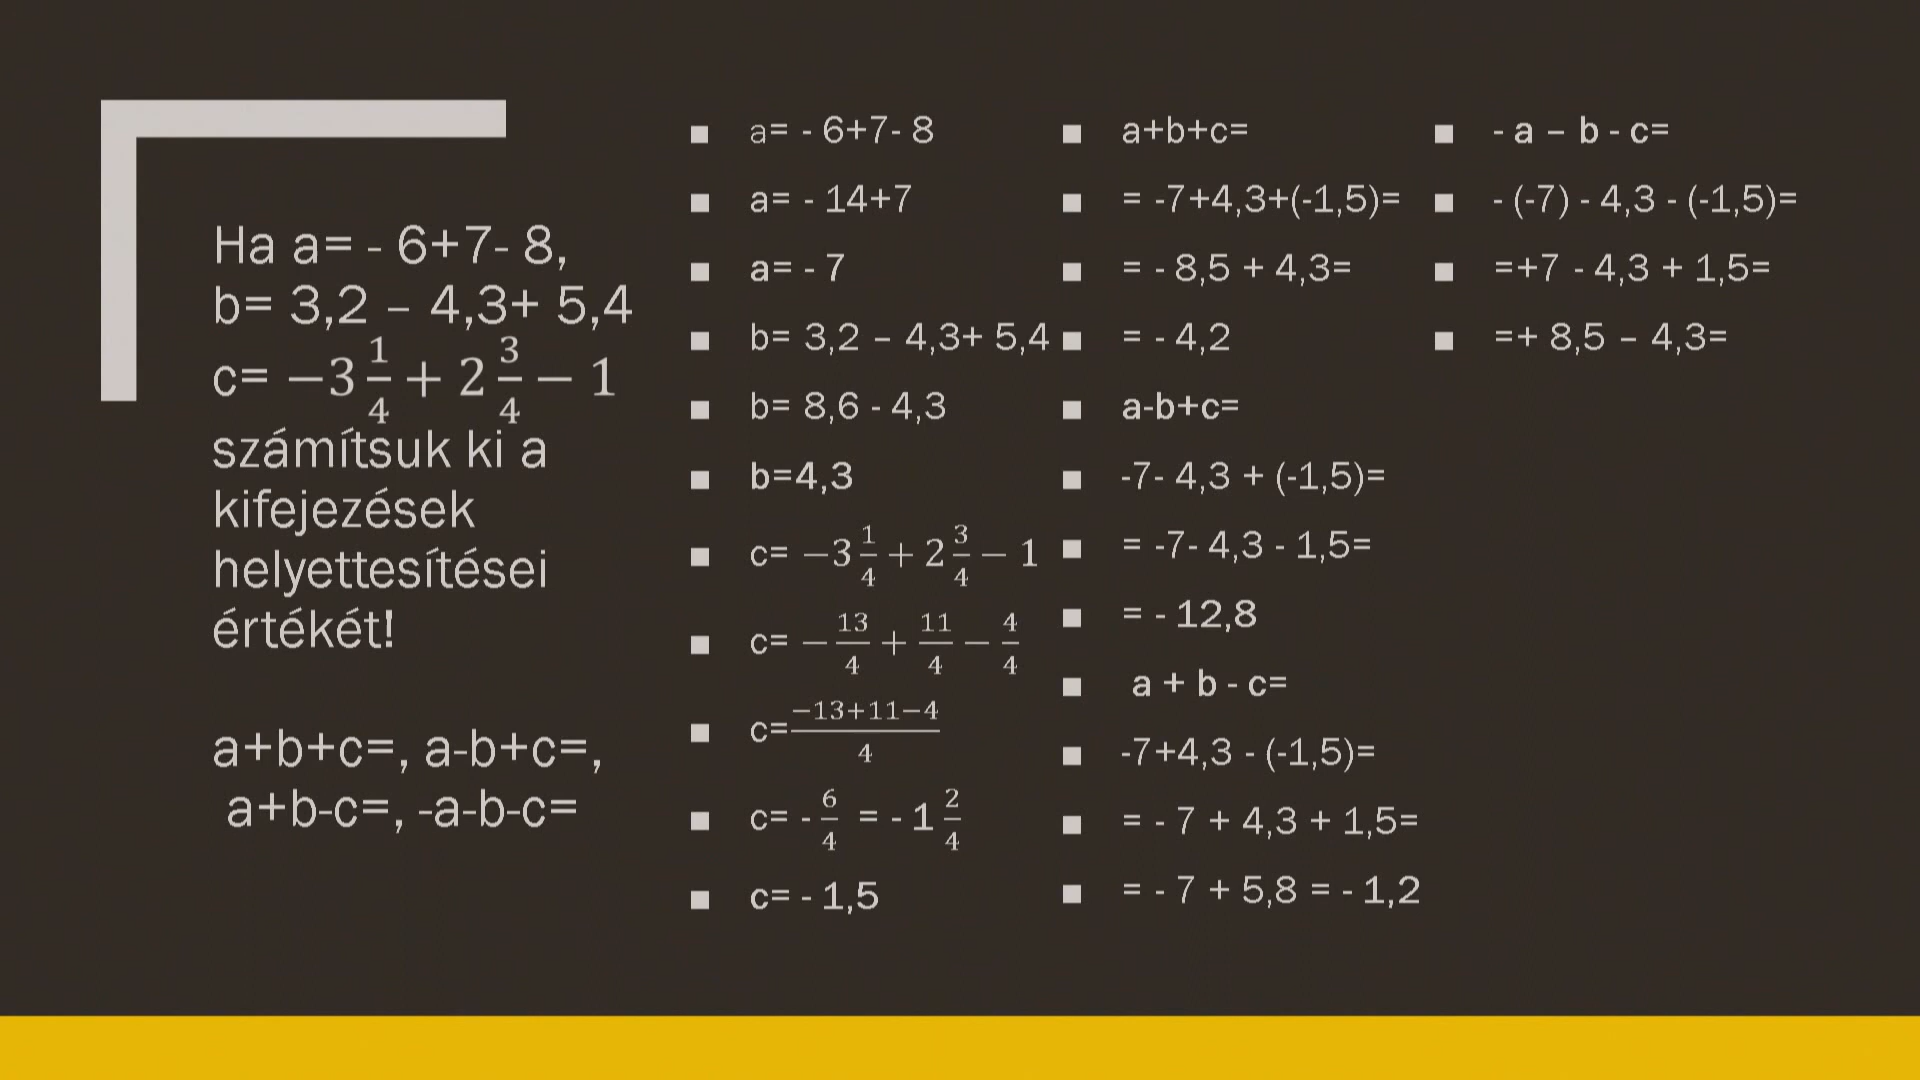 Ha a= - 6+7- 8,
b= 3,2 – 4,3+ 5,4
c= −3 1/4 + 2 3/4 − 1
számítsuk ki a
kifejezések
helyettesítései
értékét!
a+b+c=, a-b+c=,
a+b-c=, -a-b-c=
■ a= - 6+7- 8
■ a= - 14+7
■ a= - 7
■ b= 3,2 – 4,3+ 5,4
■ b= 8,6 - 4,3
■ b=4,3
■ c= −3 1/4 + 2 3/4 − 1
■ c= − 13/4 + 11/4 − 4/4
■ c= −13+11−4/4
■ c= - 6/4 = - 1 2/4
■ c= - 1,5
■ a+b+c=
■ = -7+4,3+(-1,5)=
■ = - 8,5 + 4,3=
■ = - 4,2
■ a-b+c=
■ -7- 4,3 + (-1,5)=
■ = -7- 4,3 - 1,5=
■ = - 12,8
■ a + b - c=
■ -7+4,3 - (-1,5)=
■ = - 7 + 4,3 + 1,5=
■ = - 7 + 5,8 = - 1,2
■ - a – b - c=
■ - (-7) - 4,3 - (-1,5)=
■ =+7 - 4,3 + 1,5=
■ =+ 8,5 – 4,3=